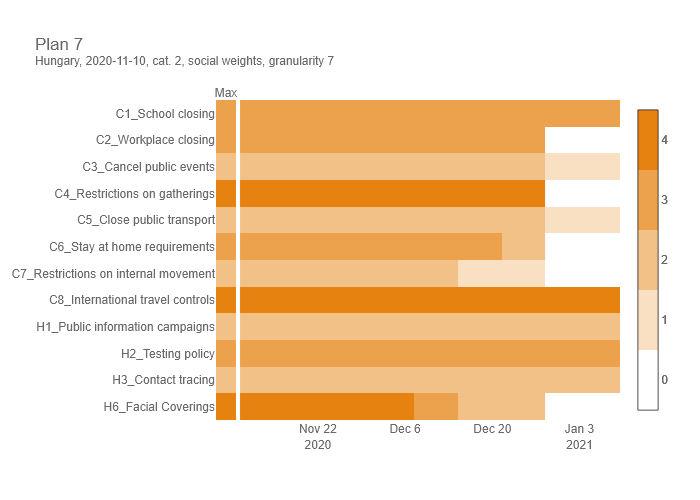 Plan 7
Hungary, 2020-11-10, cat. 2, social weights, granularity 7
Max
C1_School closing
C2_Workplace closing
C3_Cancel public events
C4_Restrictions on gatherings
C5_Close public transport
C6_Stay at home requirements
C7_Restrictions on internal movement
C8_International travel controls
H1_Public information campaigns
H2_Testing policy
H3_Contact tracing
H6_Facial Coverings
Nov 22 Dec 6 Dec 20 Jan 3
2020 2021
4
3
2
1
0